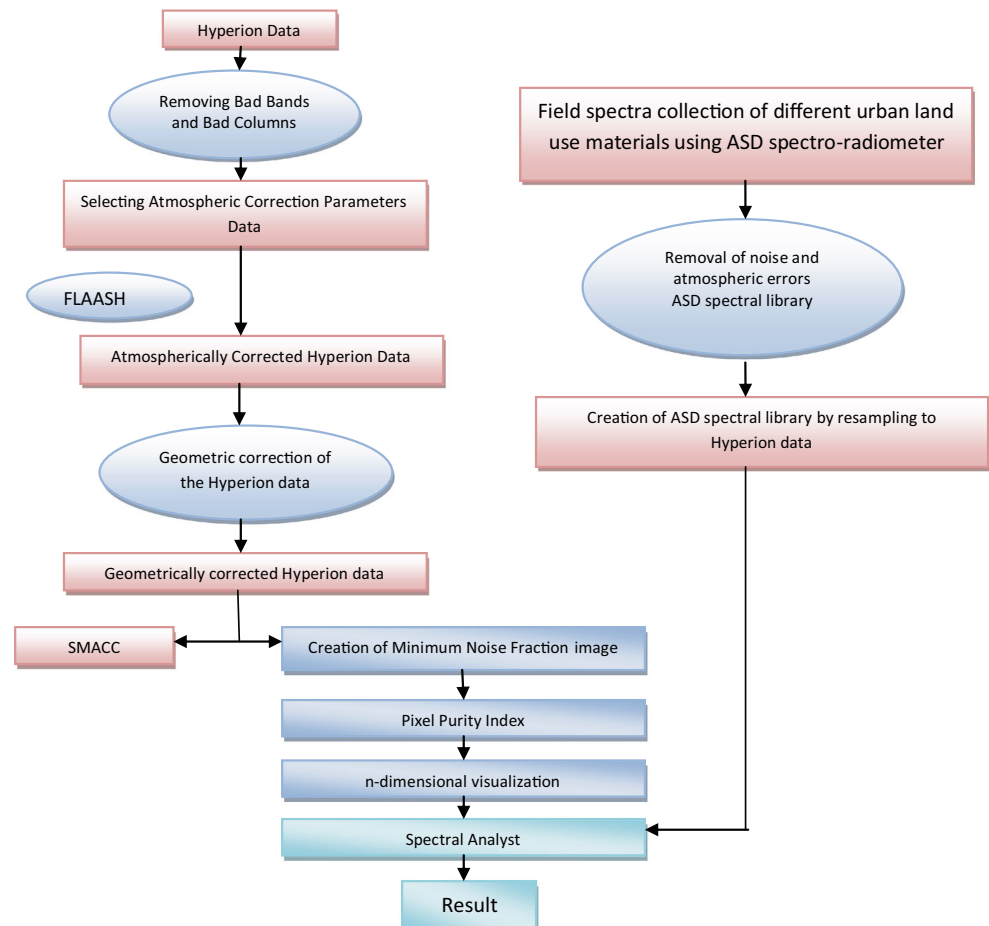 Hyperion Data
Removing Bad Bands
and Bad Columns
Selecting Atmospheric Correction Parameters
Data
FLAASH
Atmospherically Corrected Hyperion Data
Geometric correction of
the Hyperion data
Geometrically corrected Hyperion data
SMACC
Creation of Minimum Noise Fraction image
Pixel Purity Index
n-dimensional visualization
Spectral Analyst
Result
Field spectra collection of different urban land
use materials using ASD spectro-radiometer
Removal of noise and
atmospheric errors
ASD spectral library
Creation of ASD spectral library by resampling to
Hyperion data